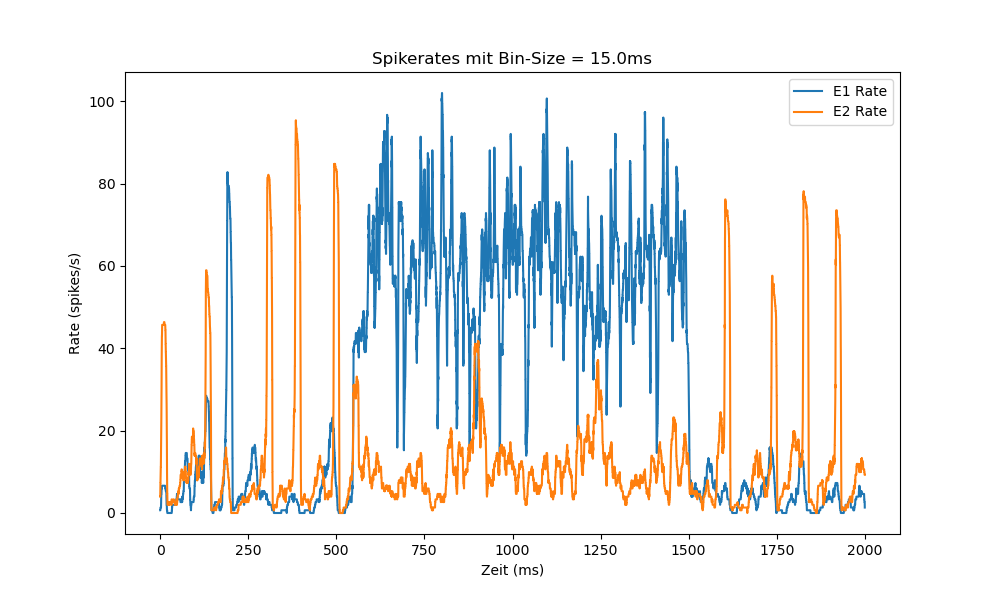 Spikerates mit Bin-Size = 15.0ms
E1 Rate
E2 Rate
Rate (spikes/s)
100
80
60
40
20
0
0 250 500 750 1000 1250 1500 1750 2000
Zeit (ms)